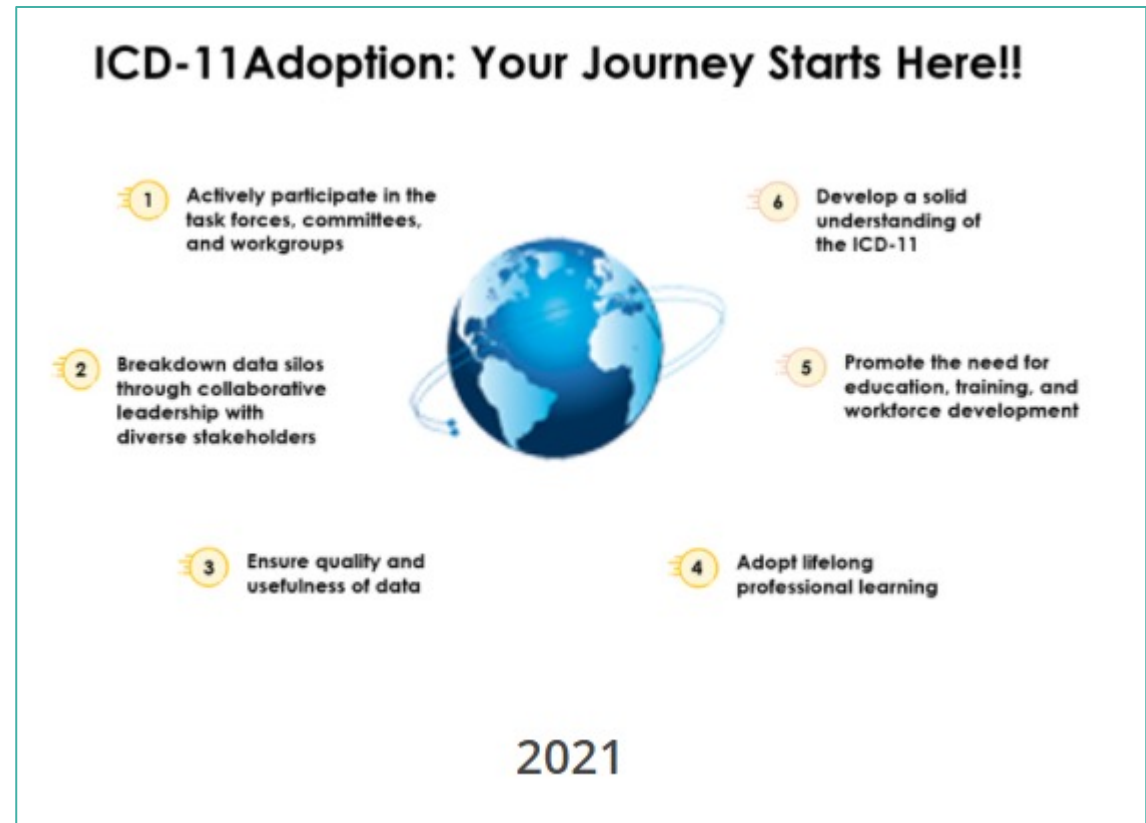 ICD-11Adoption: Your Journey Starts Here!!
1
Actively participate in the
task forces, committees,
and workgroups
2
Breakdown data silos
through collaborative
leadership with
diverse stakeholders
3
Ensure quality and
usefulness of data
4
Adopt lifelong
professional learning
5
Promote the need for
education, training, and
workforce development
6
Develop a solid
understanding of
the ICD-11
2021